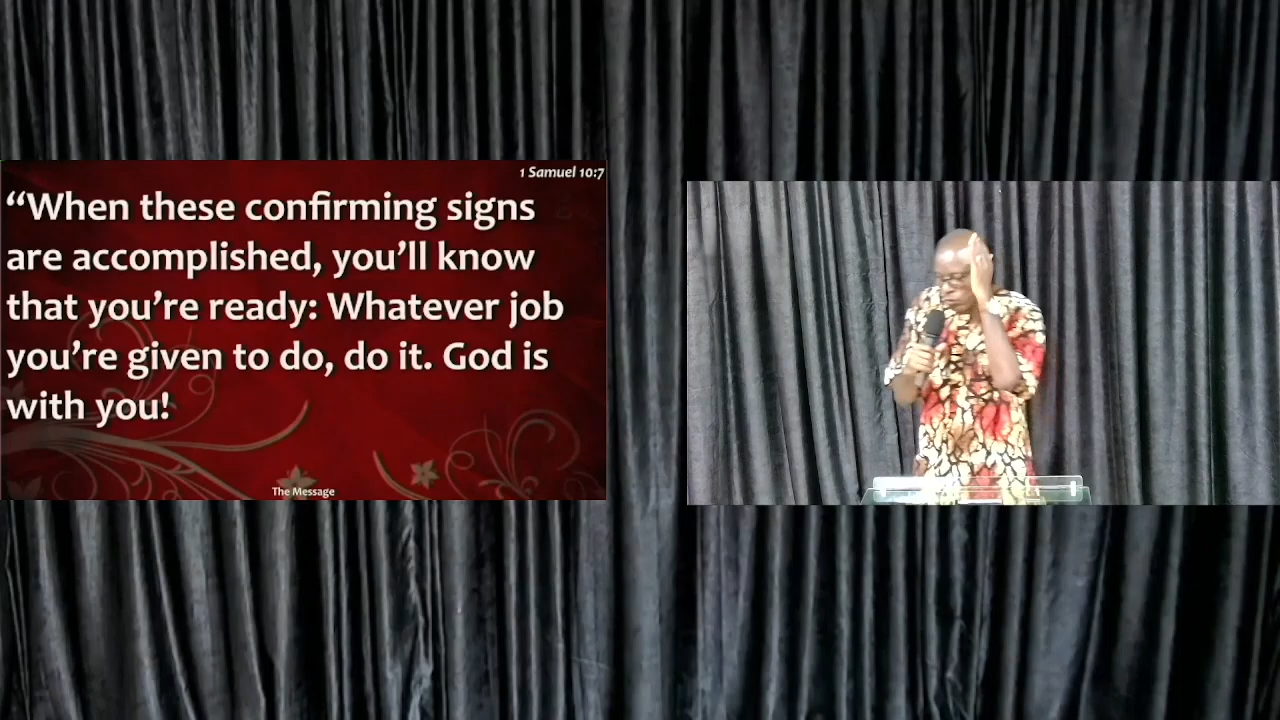 1 Samuel 10:7
“When these confirming signs
are accomplished, you’ll know
that you’re ready: Whatever job
you’re given to do, do it. God is
with you!
The Message